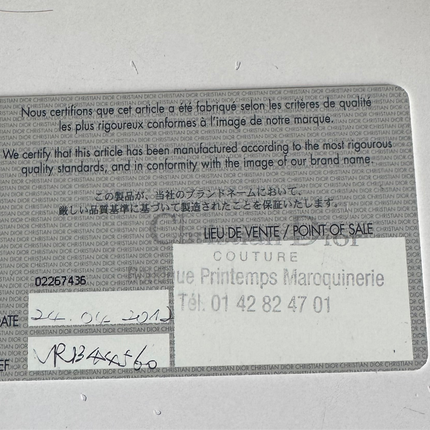 Nous certifions que cet article a été fabriqué selon les critères de qualité
les plus rigoureux conformes à l'image de notre marque.
We certify that this article has been manufactured according to the most rigourous
quality standards, and in conformity with the image of our brand name.
この製品が、当社のブランドネームにおいて、
厳しい品質基準に基づいて製造されたことを保証いたします。
Christian Dior
LIEU DE VENTE / POINT OF SALE
COUTURE
Printemps Maroquinerie
Tél. 01 42 82 47 01
02267436
DATE 24.04.2012
EF VRB44560